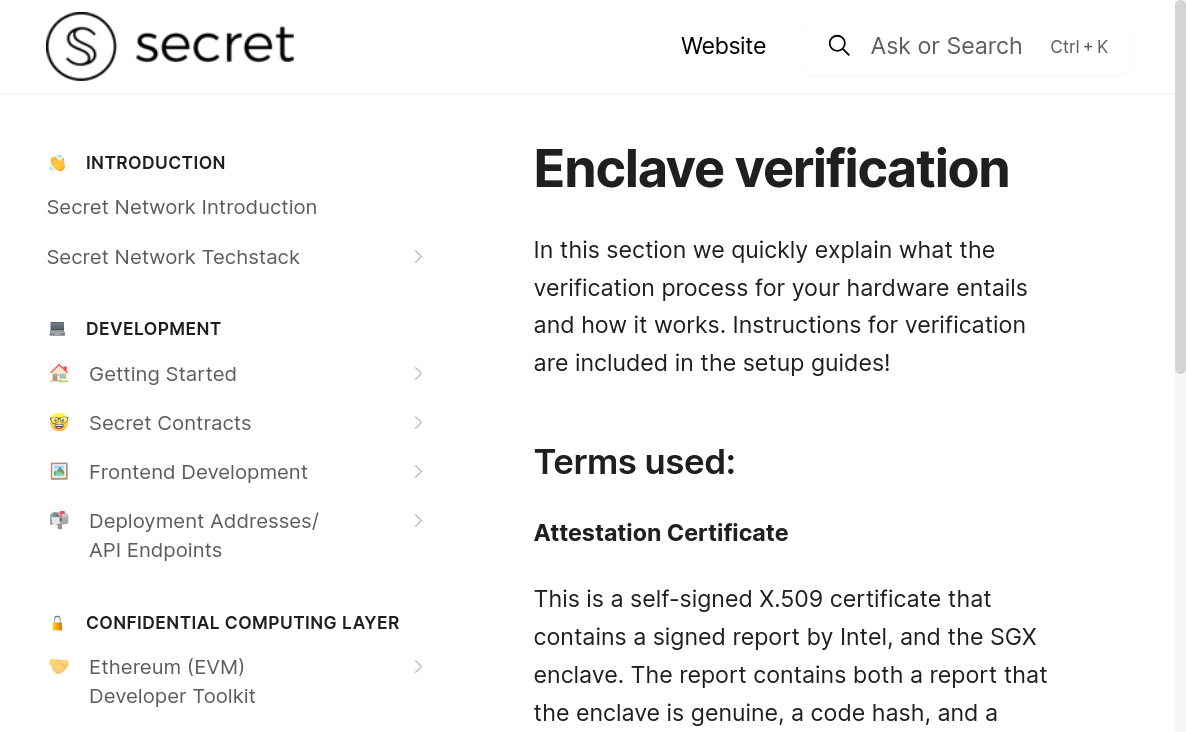 secret
Website
Ask or Search
Ctrl + K
INTRODUCTION
Secret Network Introduction
Secret Network Techstack
DEVELOPMENT
Getting Started
Secret Contracts
Frontend Development
Deployment Addresses/
API Endpoints
CONFIDENTIAL COMPUTING LAYER
Ethereum (EVM)
Developer Toolkit
Enclave verification
In this section we quickly explain what the
verification process for your hardware entails
and how it works. Instructions for verification
are included in the setup guides!
Terms used:
Attestation Certificate
This is a self-signed X.509 certificate that
contains a signed report by Intel, and the SGX
enclave. The report contains both a report that
the enclave is genuine, a code hash, and a